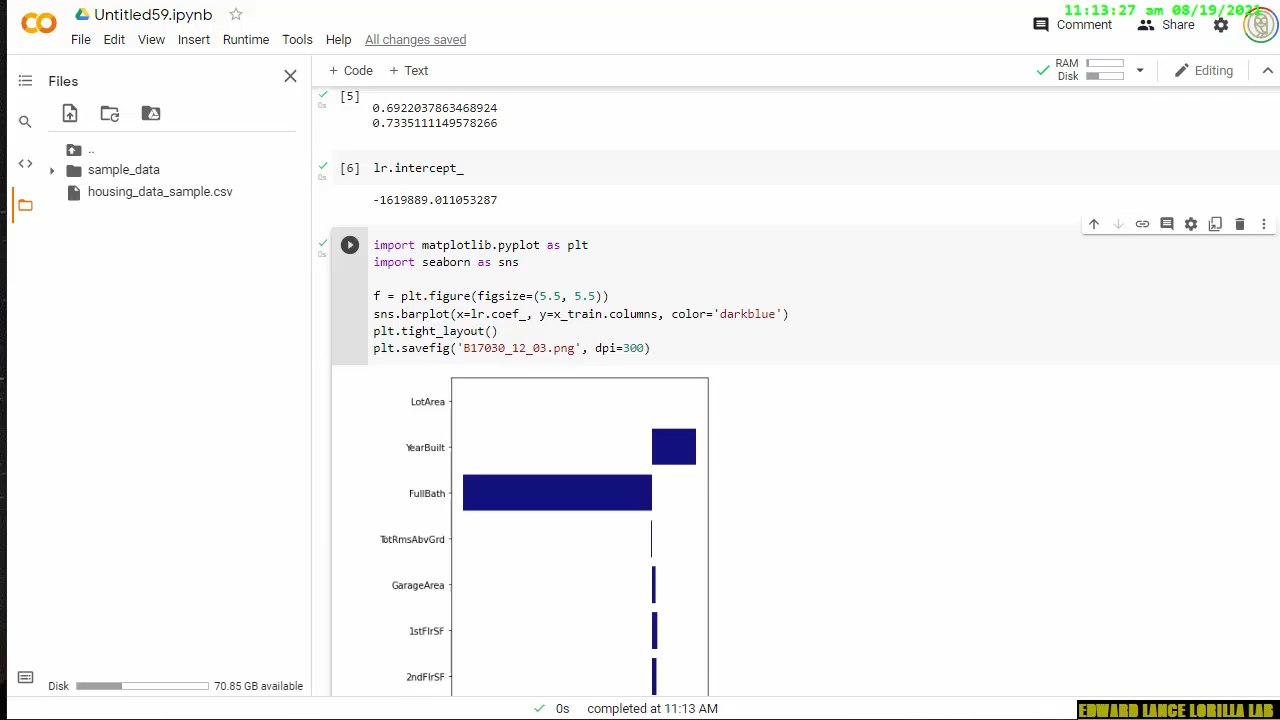 Untitled59.ipynb
11:13:27 am 08/19/2021
Comment
Share
File Edit View Insert Runtime Tools Help All changes saved
Files
+ Code + Text
RAM
Disk
Editing
..
sample_data
housing_data_sample.csv
[5]
0s
0.6922037863468924
0.7335111149578266
[6] lr.intercept_
0s
-1619889.011053287
0s
import matplotlib.pyplot as plt
import seaborn as sns
f = plt.figure(figsize=(5.5, 5.5))
sns.barplot(x=lr.coef_, y=x_train.columns, color='darkblue')
plt.tight_layout()
plt.savefig('B17030_12_03.png', dpi=300)
LotArea
YearBuilt
FullBath
TotRmsAbvGrd
GarageArea
1stFlrSF
2ndFlrSF
Disk 70.85 GB available
0s completed at 11:13 AM
EDWARD LANCE LORILLA LAB